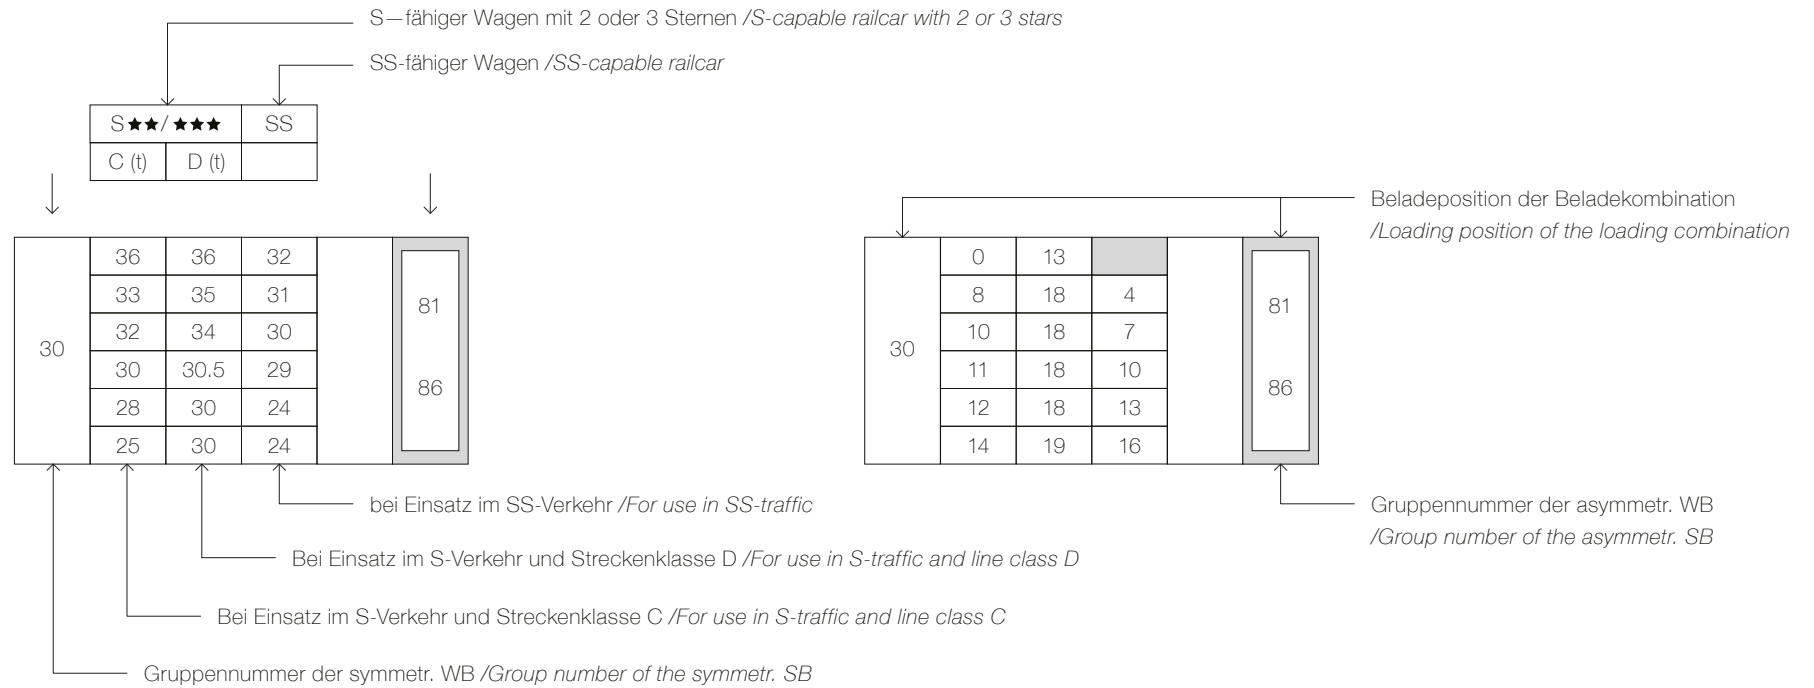 S—fähiger Wagen mit 2 oder 3 Sternen /S-capable railcar with 2 or 3 stars
SS-fähiger Wagen /SS-capable railcar
S★★/★★★ SS
C (t) D (t)
36 36 32
33 35 31
32 34 30
30 30.5 29
28 30 24
25 30 24
30
81
86
bei Einsatz im SS-Verkehr /For use in SS-traffic
Bei Einsatz im S-Verkehr und Streckenklasse D /For use in S-traffic and line class D
Bei Einsatz im S-Verkehr und Streckenklasse C /For use in S-traffic and line class C
Gruppennummer der symmetr. WB /Group number of the symmetr. SB
Beladeposition der Beladekombination
/Loading position of the loading combination
0 13
8 18 4
10 18 7
11 18 10
12 18 13
14 19 16
30
81
86
Gruppennummer der asymmetr. WB
/Group number of the asymmetr. SB